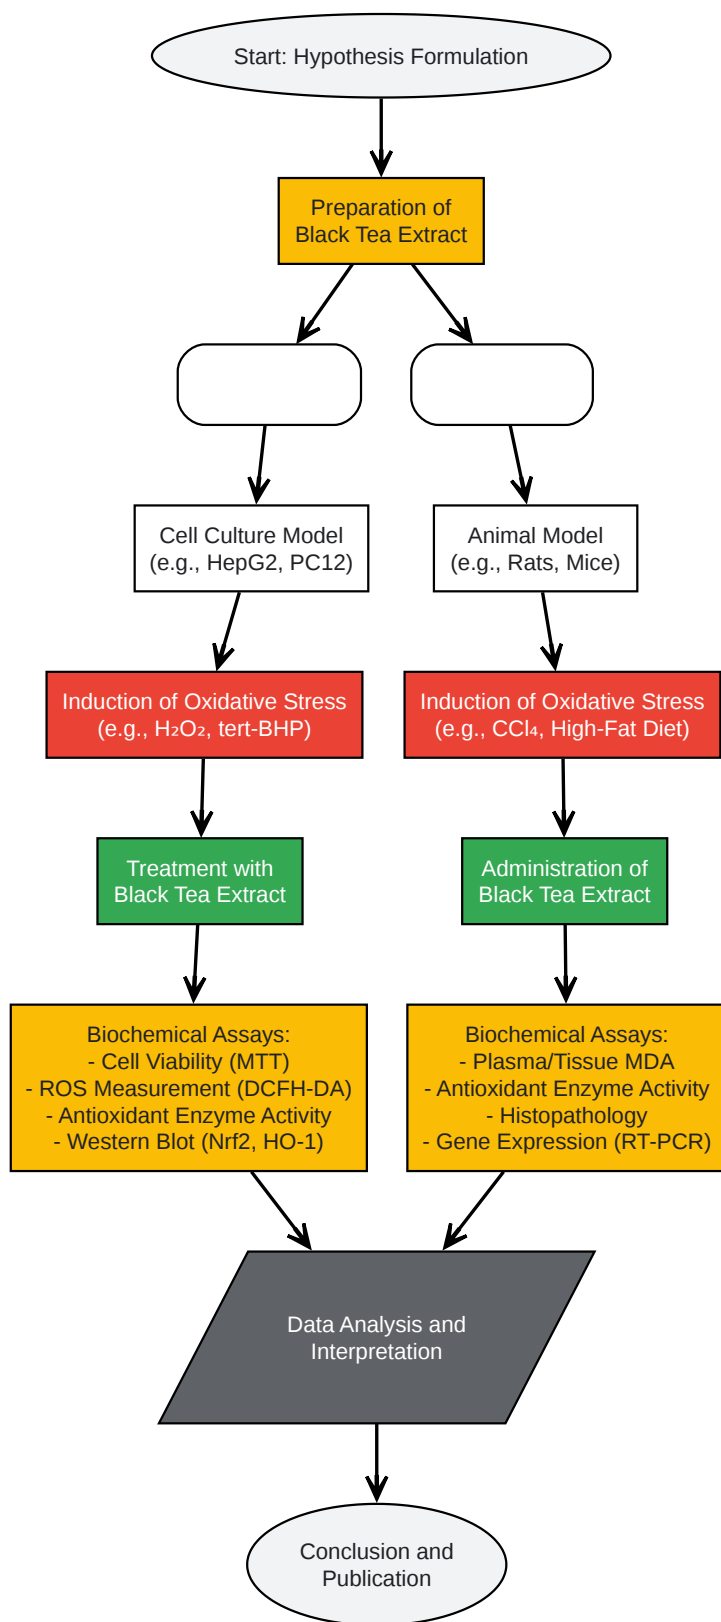 Start: Hypothesis Formulation
Preparation of
Black Tea Extract
Cell Culture Model
(e.g., HepG2, PC12)
Animal Model
(e.g., Rats, Mice)
Induction of Oxidative Stress
(e.g., H₂O₂, tert-BHP)
Induction of Oxidative Stress
(e.g., CCl₄, High-Fat Diet)
Treatment with
Black Tea Extract
Administration of
Black Tea Extract
Biochemical Assays:
- Cell Viability (MTT)
- ROS Measurement (DCFH-DA)
- Antioxidant Enzyme Activity
- Western Blot (Nrf2, HO-1)
Biochemical Assays:
- Plasma/Tissue MDA
- Antioxidant Enzyme Activity
- Histopathology
- Gene Expression (RT-PCR)
Data Analysis and
Interpretation
Conclusion and
Publication